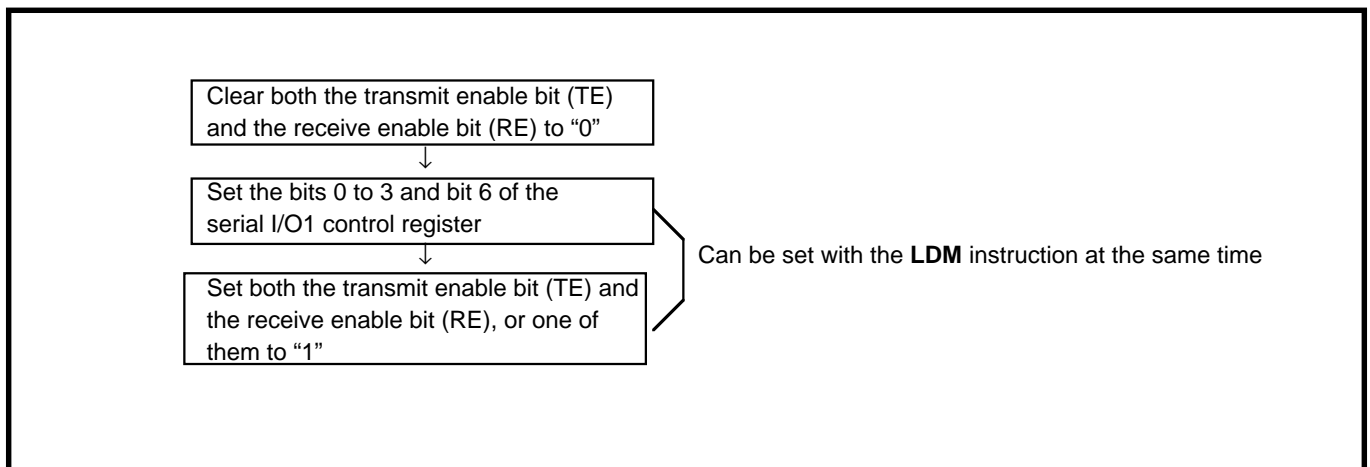 Clear both the transmit enable bit (TE)
and the receive enable bit (RE) to “0”
↓
Set the bits 0 to 3 and bit 6 of the
serial I/O1 control register
↓
Can be set with the LDM instruction at the same time
Set both the transmit enable bit (TE) and
the receive enable bit (RE), or one of
them to “1”